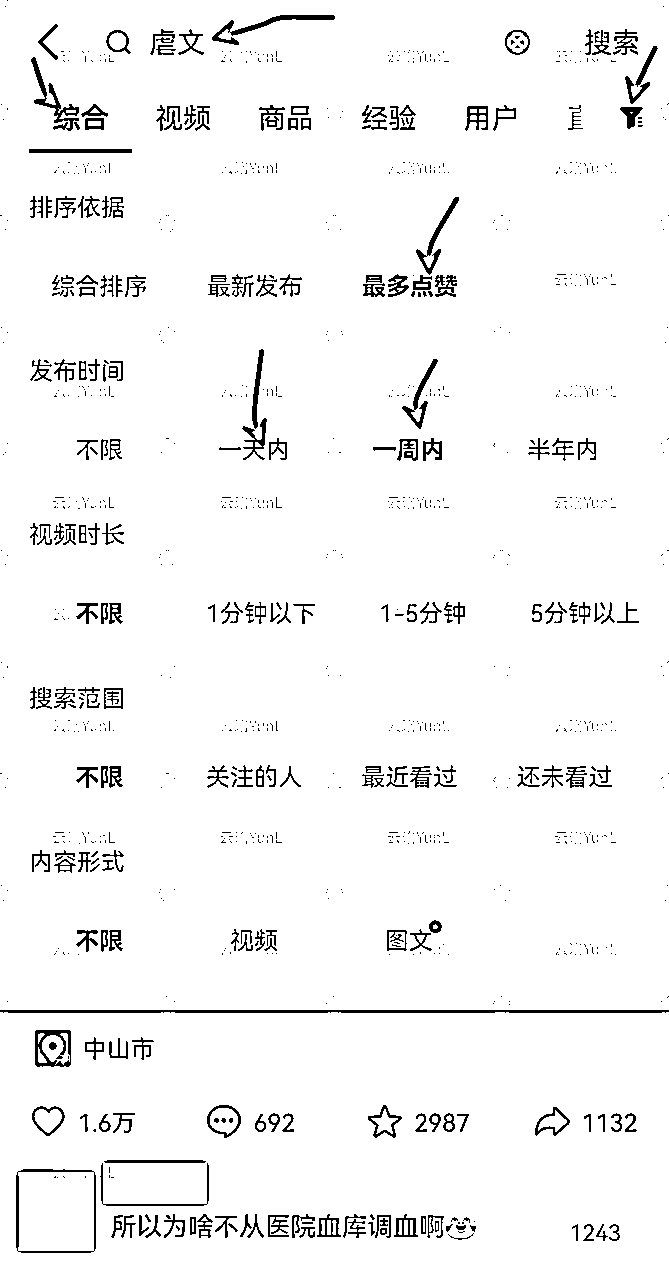 虐文 搜索
综合 视频 商品 经验 用户
排序依据
综合排序 最新发布 最多点赞
发布时间
不限 一天内 一周内 半年内
视频时长
不限 1分钟以下 1-5分钟 5分钟以上
搜索范围
不限 关注的人 最近看过 还未看过
内容形式
不限 视频 图文
中山市
1.6万 692 2987 1132
所以为啥不从医院血库调血啊 1243